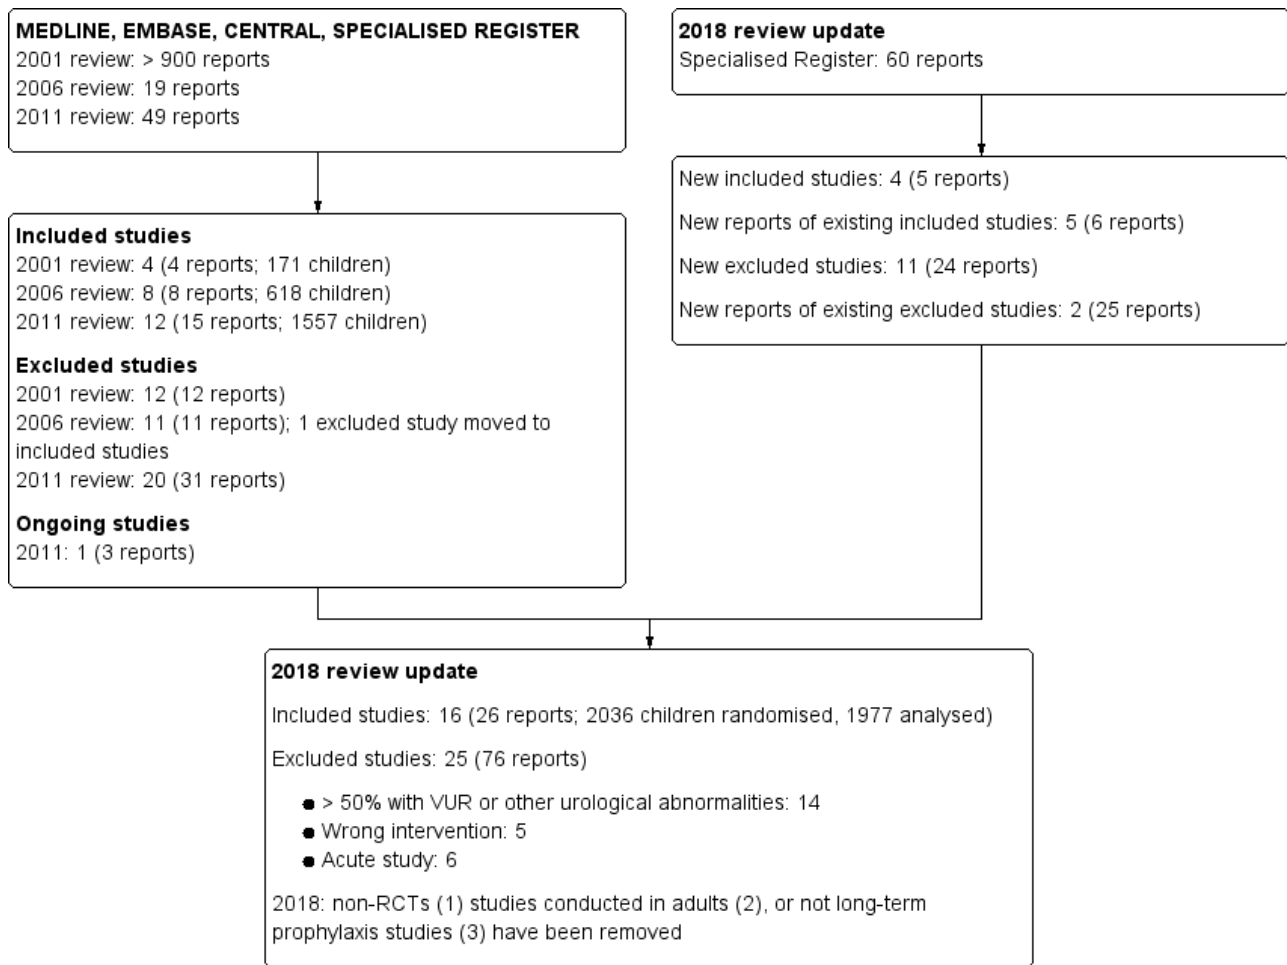 MEDLINE, EMBASE, CENTRAL, SPECIALISED REGISTER
2001 review: > 900 reports
2006 review: 19 reports
2011 review: 49 reports
2018 review update
Specialised Register: 60 reports
Included studies
2001 review: 4 (4 reports; 171 children)
2006 review: 8 (8 reports; 618 children)
2011 review: 12 (15 reports; 1557 children)
Excluded studies
2001 review: 12 (12 reports)
2006 review: 11 (11 reports); 1 excluded study moved to
included studies
2011 review: 20 (31 reports)
Ongoing studies
2011: 1 (3 reports)
New included studies: 4 (5 reports)
New reports of existing included studies: 5 (6 reports)
New excluded studies: 11 (24 reports)
New reports of existing excluded studies: 2 (25 reports)
2018 review update
Included studies: 16 (26 reports; 2036 children randomised, 1977 analysed)
Excluded studies: 25 (76 reports)
● > 50% with VUR or other urological abnormalities: 14
● Wrong intervention: 5
● Acute study: 6
2018: non-RCTs (1) studies conducted in adults (2), or not long-term
prophylaxis studies (3) have been removed